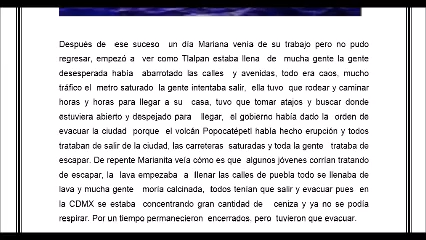 Después de ese suceso un día Mariana venia de su trabajo pero no pudo
regresar, empezó a ver como Tlalpan estaba llena de mucha gente la gente
desesperada había abarrotado las calles y avenidas, todo era caos, mucho
tráfico el metro saturado la gente intentaba salir, ella tuvo que rodear y caminar
horas y horas para llegar a su casa, tuvo que tomar atajos y buscar donde
estuviera abierto y despejado para llegar, el gobierno había dado la orden de
evacuar la ciudad porque el volcán Popocatépetl había hecho erupción y todos
trataban de salir de la ciudad, las carreteras saturadas y toda la gente trataba de
escapar. De repente Marianita veía cómo es que algunos jóvenes corrían tratando
de escapar, la lava empezaba a llenar las calles de puebla todo se llenaba de
lava y mucha gente moría calcinada, todos tenían que salir y evacuar pues en
la CDMX se estaba concentrando gran cantidad de ceniza y ya no se podía
respirar. Por un tiempo permanecieron encerrados, pero tuvieron que evacuar.